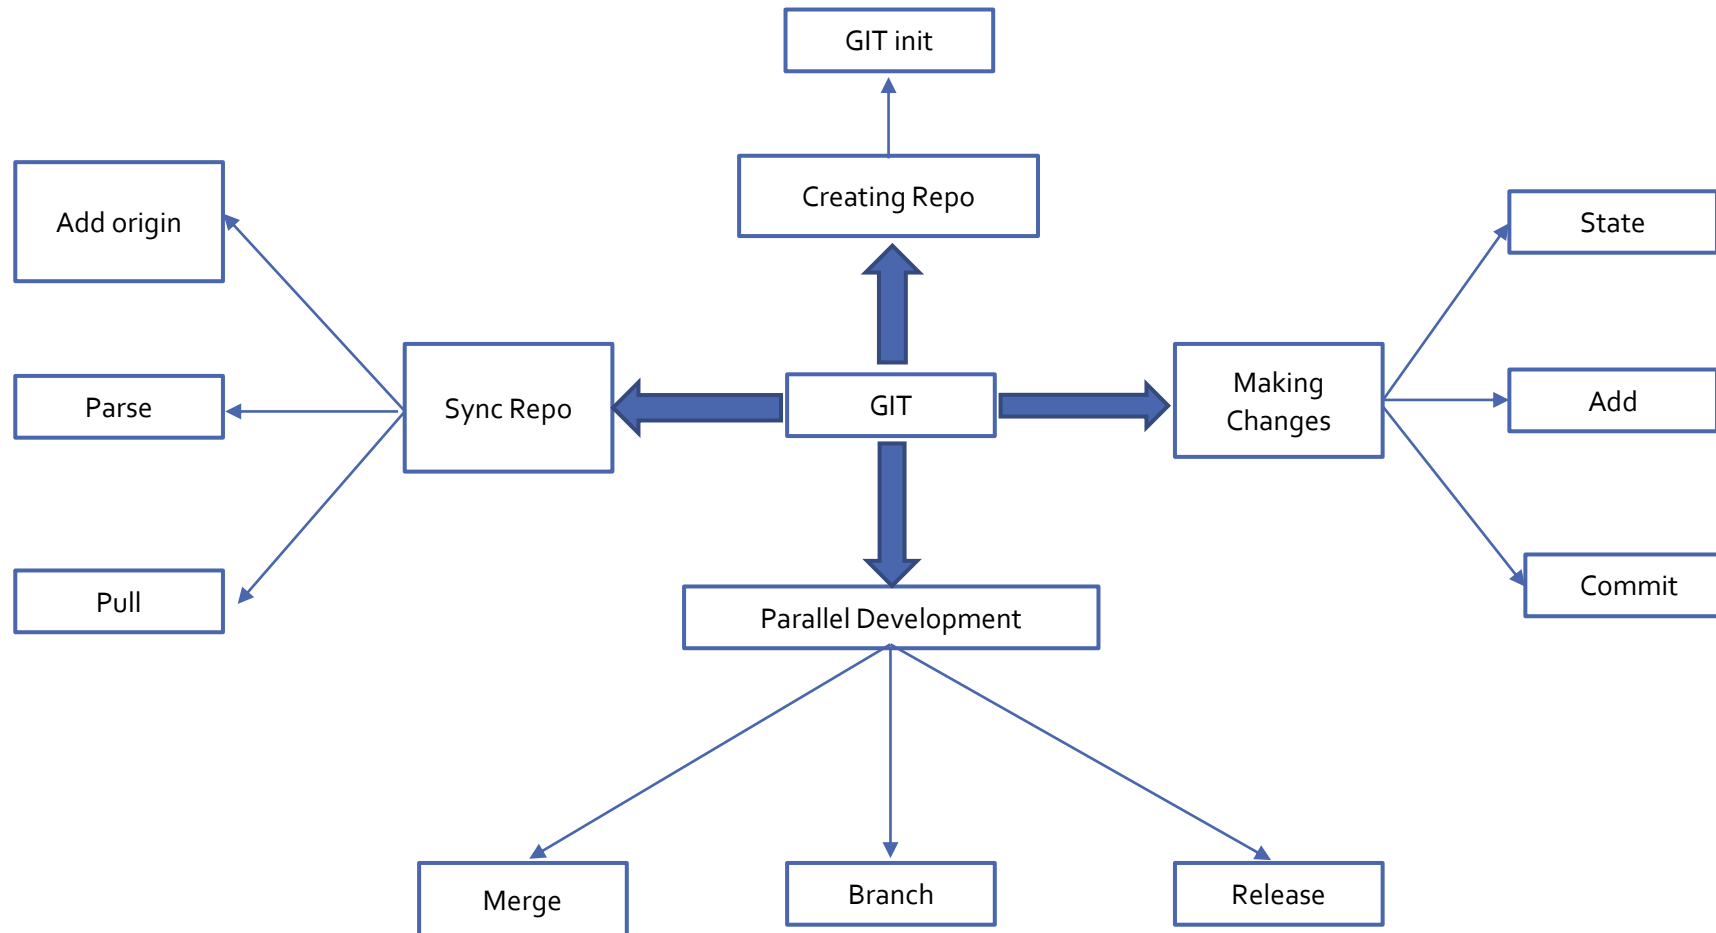 GIT init
Creating Repo
Add origin
State
Parse
Sync Repo
GIT
Making
Changes
Add
Pull
Parallel Development
Commit
Merge
Branch
Release